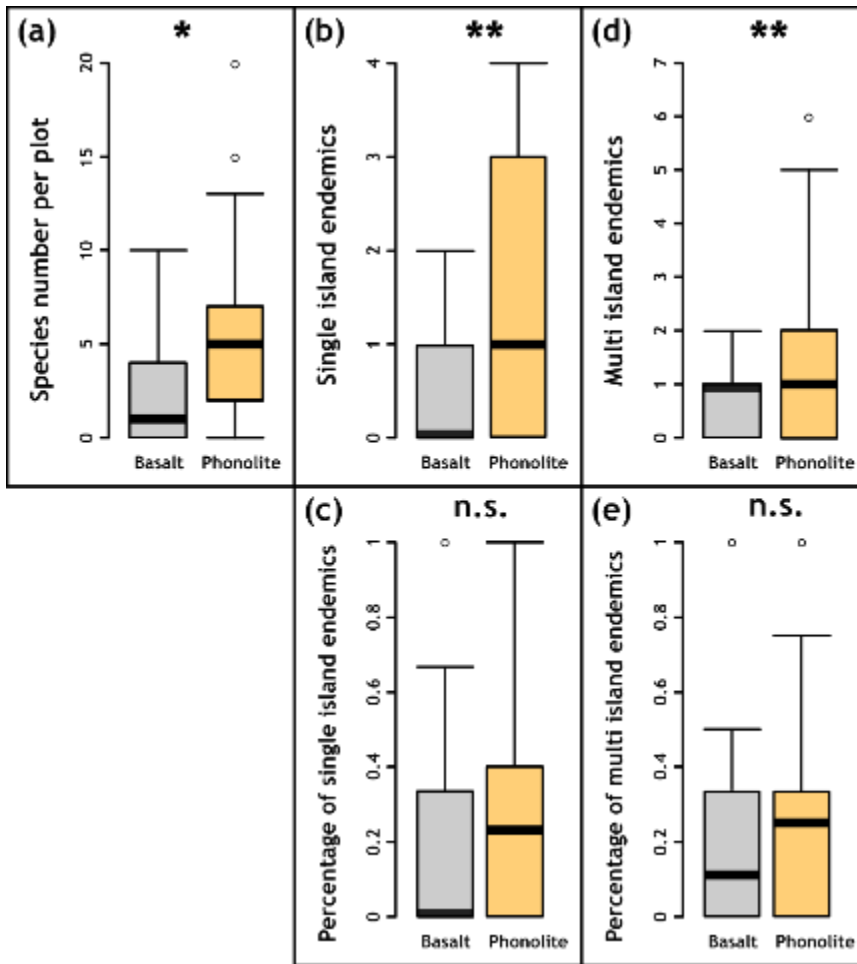 (a)
*
Species number per plot
20
15
10
5
0
Basalt Phonolite
(b)
**
Single island endemics
4
3
2
1
0
Basalt Phonolite
(d)
**
Multi island endemics
7
6
5
4
3
2
1
0
Basalt Phonolite
(c)
n.s.
Percentage of single island endemics
1
0.8
0.6
0.4
0.2
0
Basalt Phonolite
(e)
n.s.
Percentage of multi island endemics
1
0.8
0.6
0.4
0.2
0
Basalt Phonolite